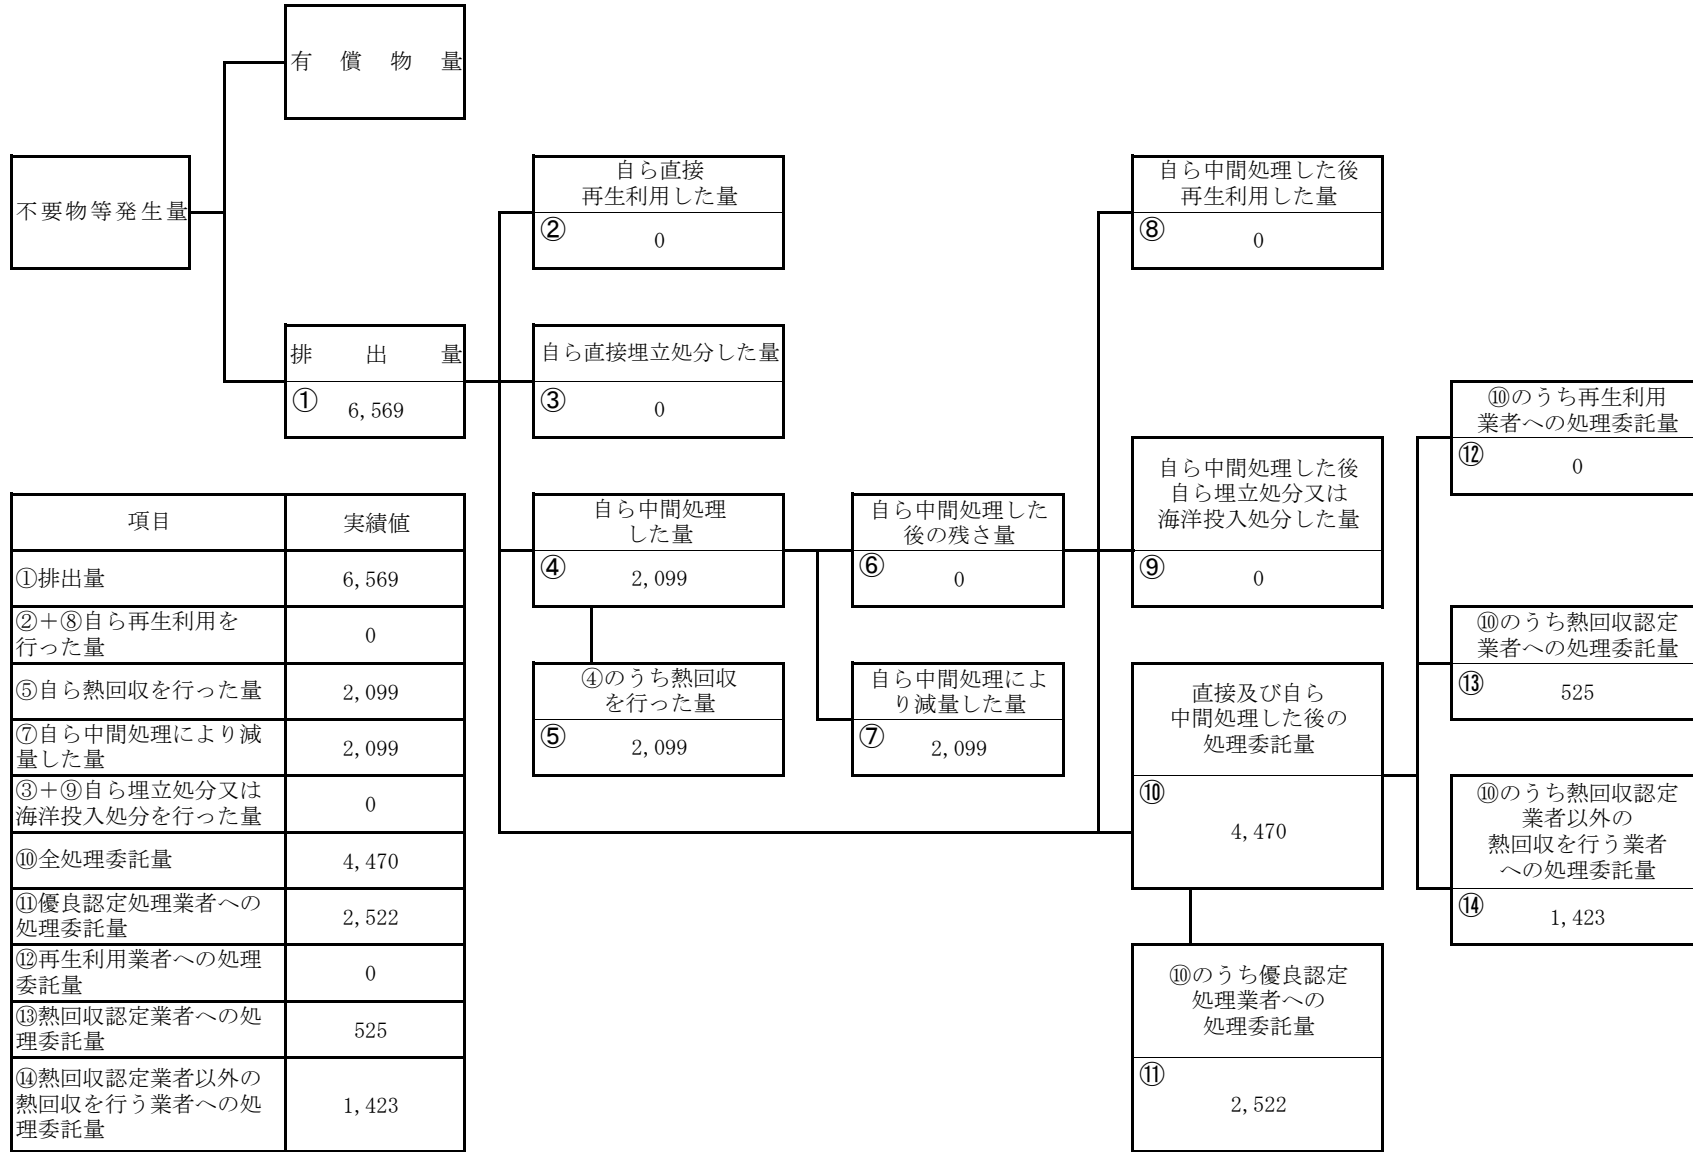 有償物量
不要物等発生量
自ら直接
再生利用した量
② 0
自ら中間処理した後
再生利用した量
⑧ 0
排出量
① 6,569
自ら直接埋立処分した量
③ 0
⑩のうち再生利用
業者への処理委託量
⑫ 0
自ら中間処理
した量
④ 2,099
自ら中間処理した
後の残さ量
⑥ 0
自ら中間処理した後
自ら埋立処分又は
海洋投入処分した量
⑨ 0
④のうち熱回収
を行った量
⑤ 2,099
自ら中間処理によ
り減量した量
⑦ 2,099
直接及び自ら
中間処理した後の
処理委託量
⑩
4,470
⑩のうち熱回収認定
業者への処理委託量
⑬ 525
⑩のうち熱回収認定
業者以外の
熱回収を行う業者
への処理委託量
⑭ 1,423
⑩のうち優良認定
処理業者への
処理委託量
⑪
2,522
項目 実績値
①排出量 6,569
②+⑧自ら再生利用を
行った量 0
⑤自ら熱回収を行った量 2,099
⑦自ら中間処理により減
量した量 2,099
③+⑨自ら埋立処分又は
海洋投入処分を行った量 0
⑩全処理委託量 4,470
⑪優良認定処理業者への
処理委託量 2,522
⑫再生利用業者への処理
委託量 0
⑬熱回収認定業者への処
理委託量 525
⑭熱回収認定業者以外の
熱回収を行う業者への処
理委託量 1,423